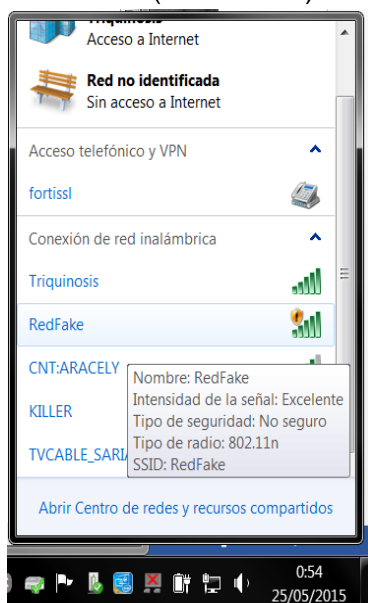 Triquinosis
Acceso a Internet
Red no identificada
Sin acceso a Internet
Acceso telefónico y VPN
fortissl
Conexión de red inalámbrica
Triquinosis
RedFake
CNT:ARACELY
Nombre: RedFake
Intensidad de la señal: Excelente
KILLER
Tipo de seguridad: No seguro
Tipo de radio: 802.11n
SSID: RedFake
Abrir Centro de redes y recursos compartidos
0:54
25/05/2015